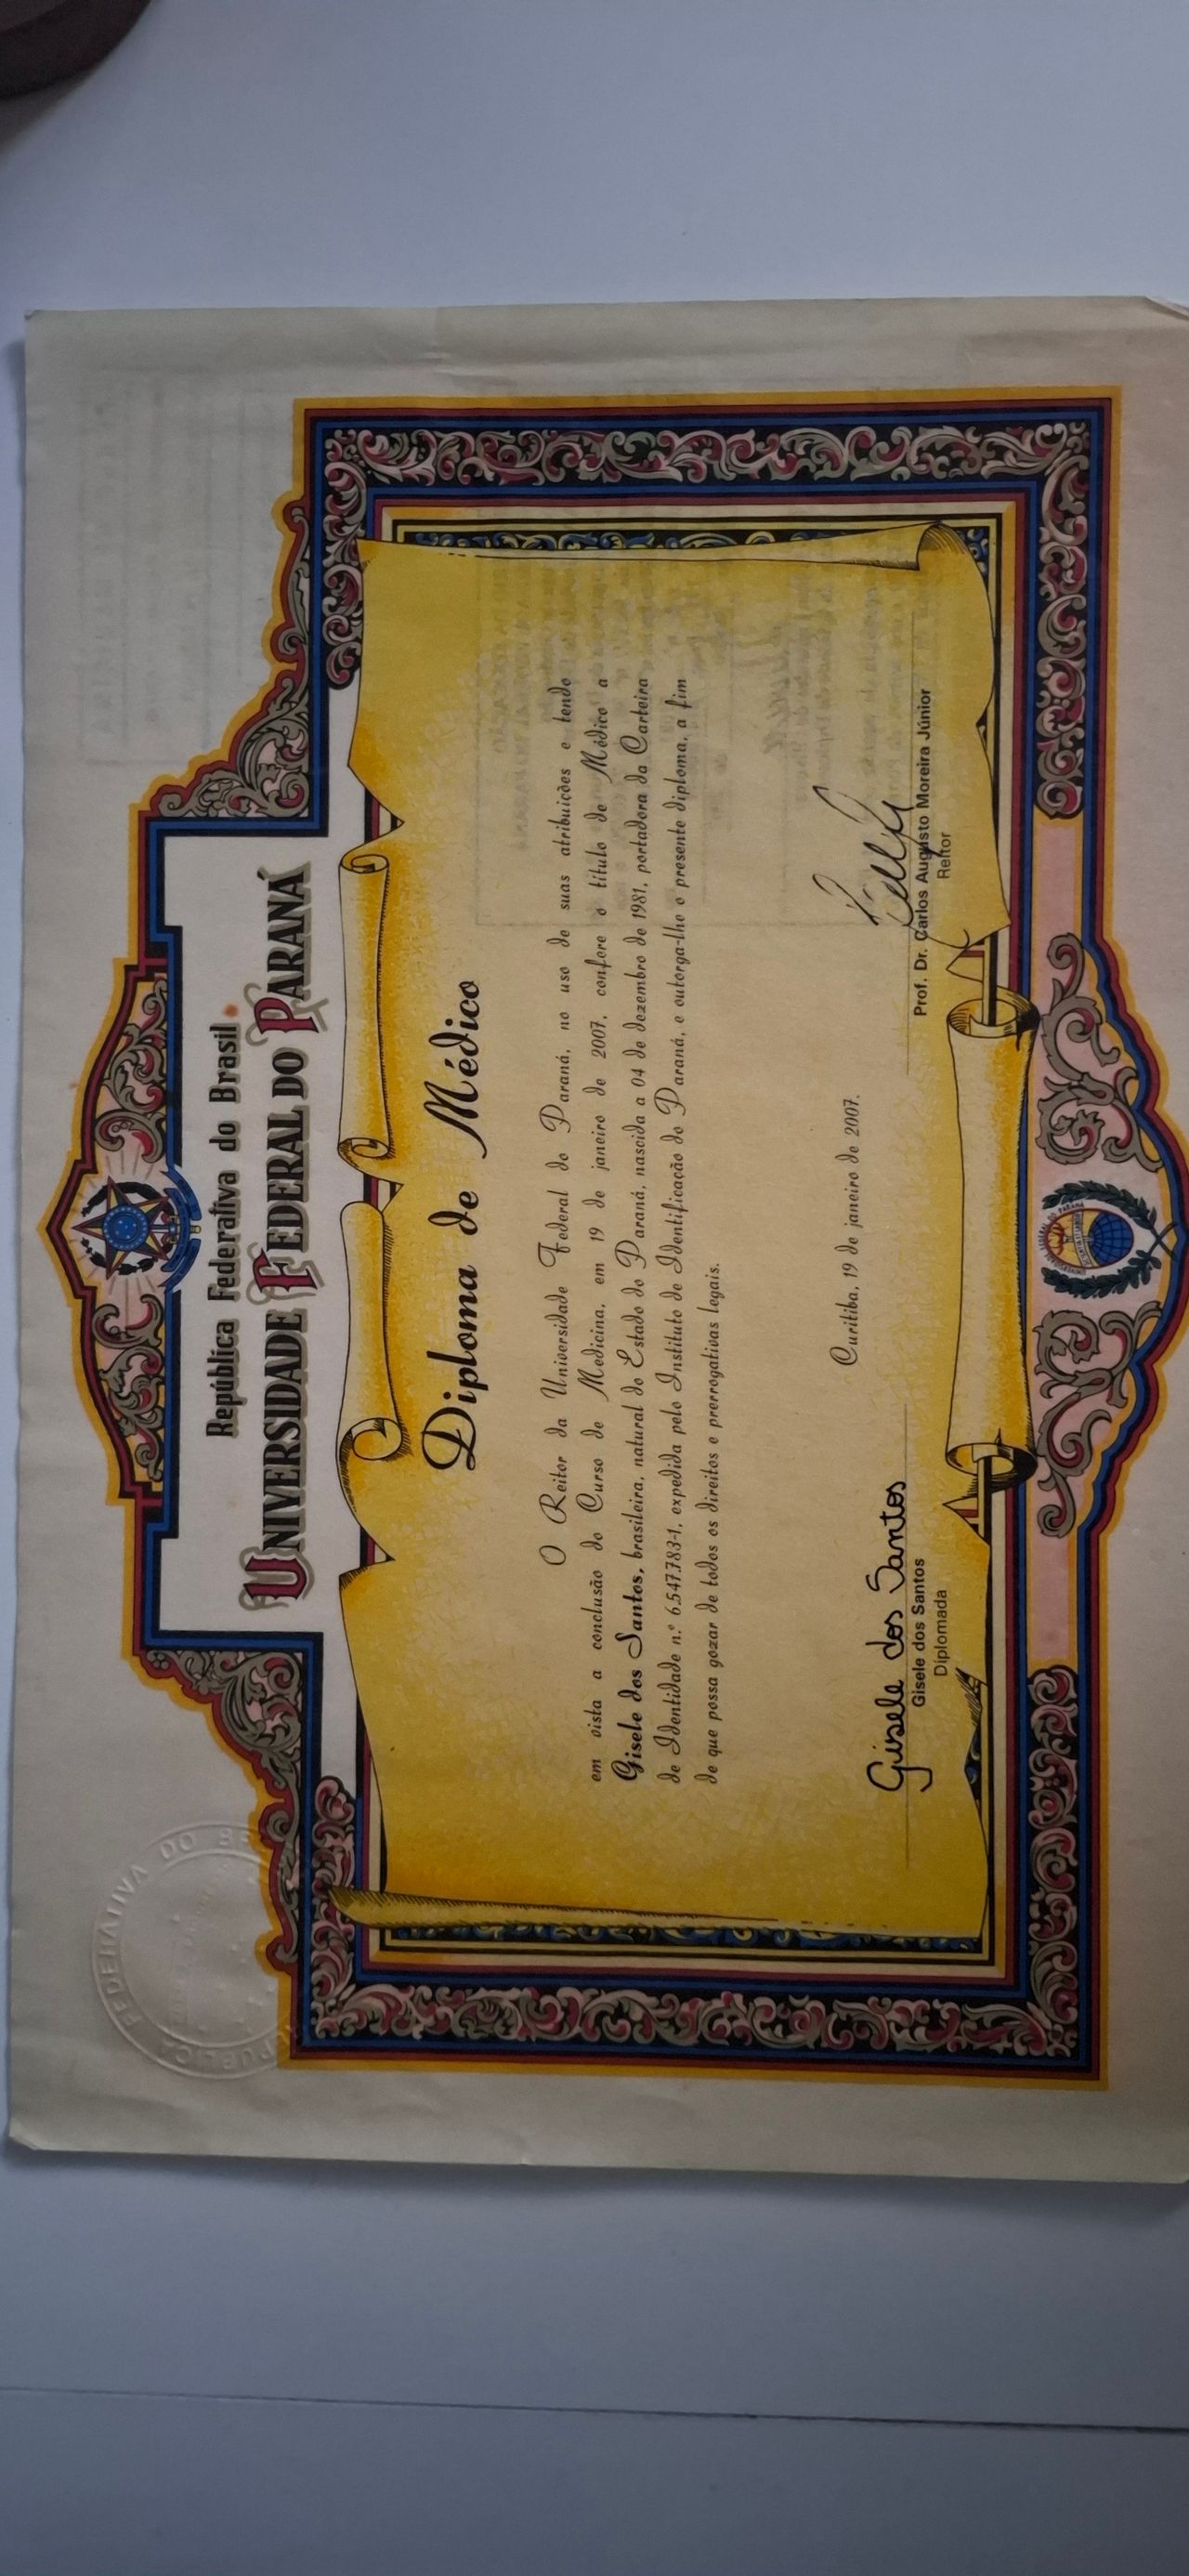 República Federativa do Brasil
UNIVERSIDADE FEDERAL DO PARANÁ
Diploma de Médico
O Reitor da Universidade Federal do Paraná, no uso de suas atribuições e tendo
em vista a conclusão do Curso de Medicina, em 19 de janeiro de 2007, confere o título de Médico a
Gisele dos Santos, brasileira, natural do Estado do Paraná, nascida a 04 de dezembro de 1981, portadora da Carteira
de Identidade n.º 6.547.783-1, expedida pelo Instituto de Identificação do Paraná, e outorga-lhe o presente diploma, a fim
de que possa gozar de todos os direitos e prerrogativas legais.
Curitiba, 19 de janeiro de 2007.
Gisele dos Santos
Gisele dos Santos
Diplomada
Prof. Dr. Carlos Augusto Moreira Júnior
Reitor
FEDERATIVA DO